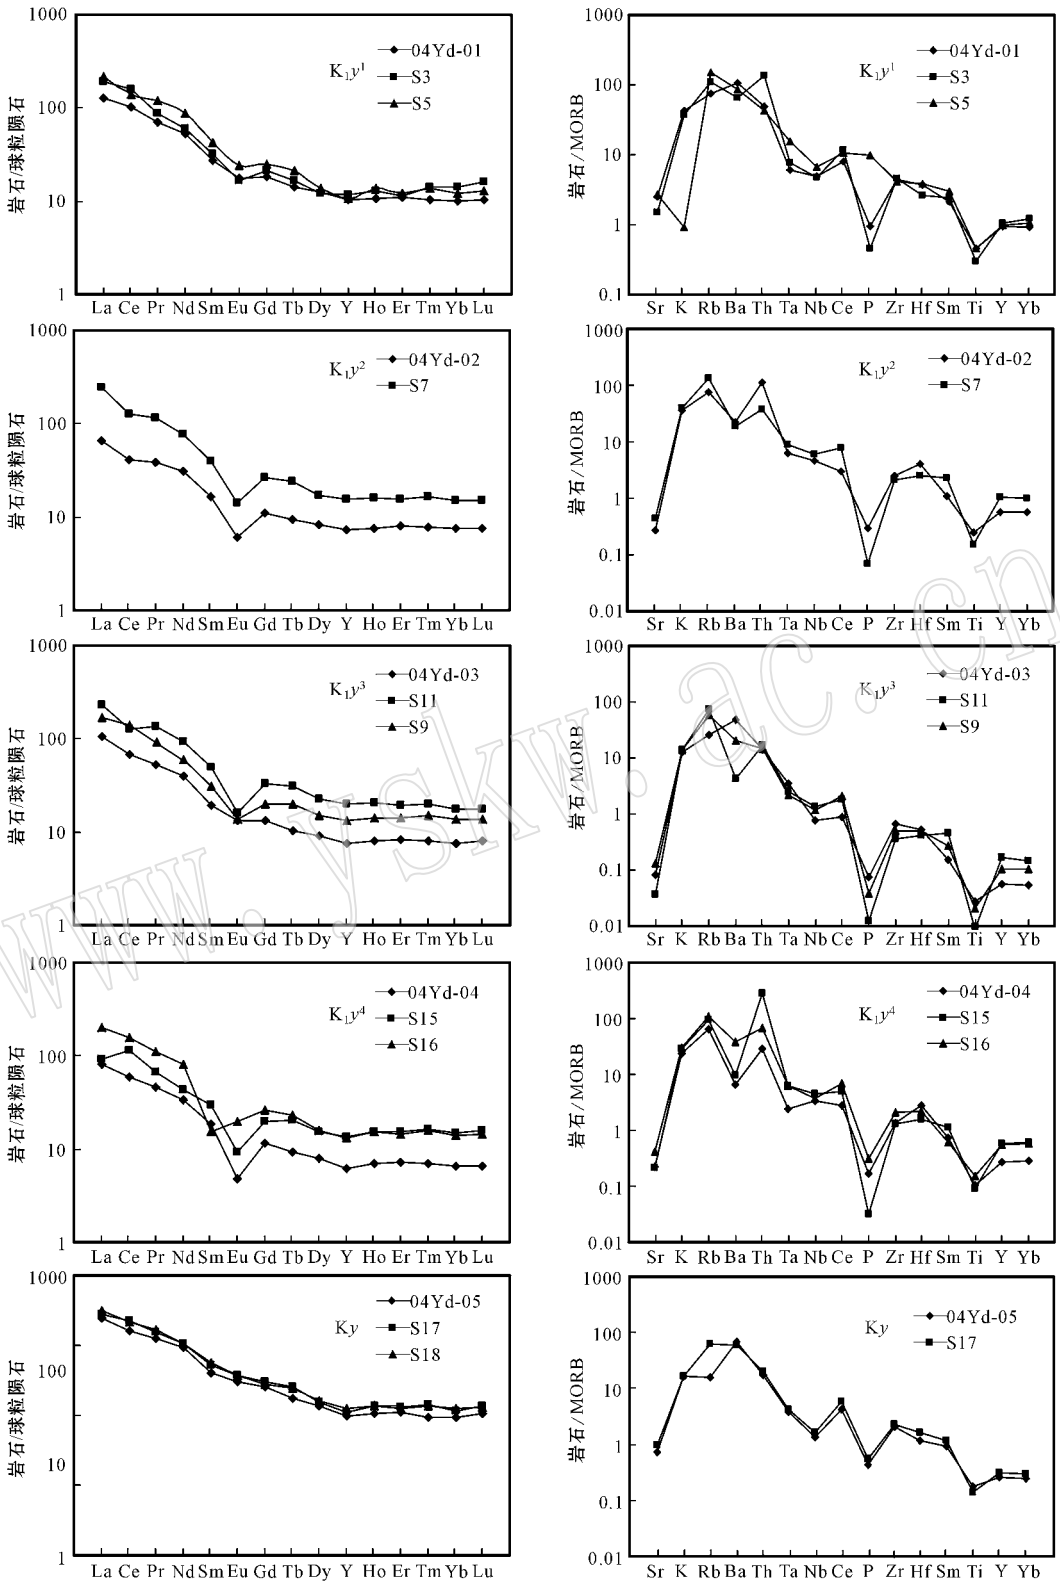 1000
100
10
1
岩石/球粒陨石
K₁y¹
04Yd-01
S3
S5
La Ce Pr Nd Sm Eu Gd Tb Dy Y Ho Er Tm Yb Lu
1000
100
10
1
0.1
岩石/MORB
K₁y¹
04Yd-01
S3
S5
Sr K Rb Ba Th Ta Nb Ce P Zr Hf Sm Ti Y Yb
1000
100
10
1
岩石/球粒陨石
K₁y²
04Yd-02
S7
La Ce Pr Nd Sm Eu Gd Tb Dy Y Ho Er Tm Yb Lu
1000
100
10
1
0.1
0.01
岩石/MORB
K₁y²
04Yd-02
S7
Sr K Rb Ba Th Ta Nb Ce P Zr Hf Sm Ti Y Yb
1000
100
10
1
岩石/球粒陨石
K₁y³
04Yd-03
S11
S9
La Ce Pr Nd Sm Eu Gd Tb Dy Y Ho Er Tm Yb Lu
1000
100
10
1
0.1
0.01
岩石/MORB
K₁y³
04Yd-03
S11
S9
Sr K Rb Ba Th Ta Nb Ce P Zr Hf Sm Ti Y Yb
1000
100
10
1
岩石/球粒陨石
K₁y⁴
04Yd-04
S15
S16
La Ce Pr Nd Sm Eu Gd Tb Dy Y Ho Er Tm Yb Lu
1000
100
10
1
0.1
0.01
岩石/MORB
K₁y⁴
04Yd-04
S15
S16
Sr K Rb Ba Th Ta Nb Ce P Zr Hf Sm Ti Y Yb
1000
100
10
1
岩石/球粒陨石
Ky
04Yd-05
S17
S18
La Ce Pr Nd Sm Eu Gd Tb Dy Y Ho Er Tm Yb Lu
1000
100
10
1
0.1
0.01
岩石/MORB
Ky
04Yd-05
S17
Sr K Rb Ba Th Ta Nb Ce P Zr Hf Sm Ti Y Yb
www.yskw.ac.cn